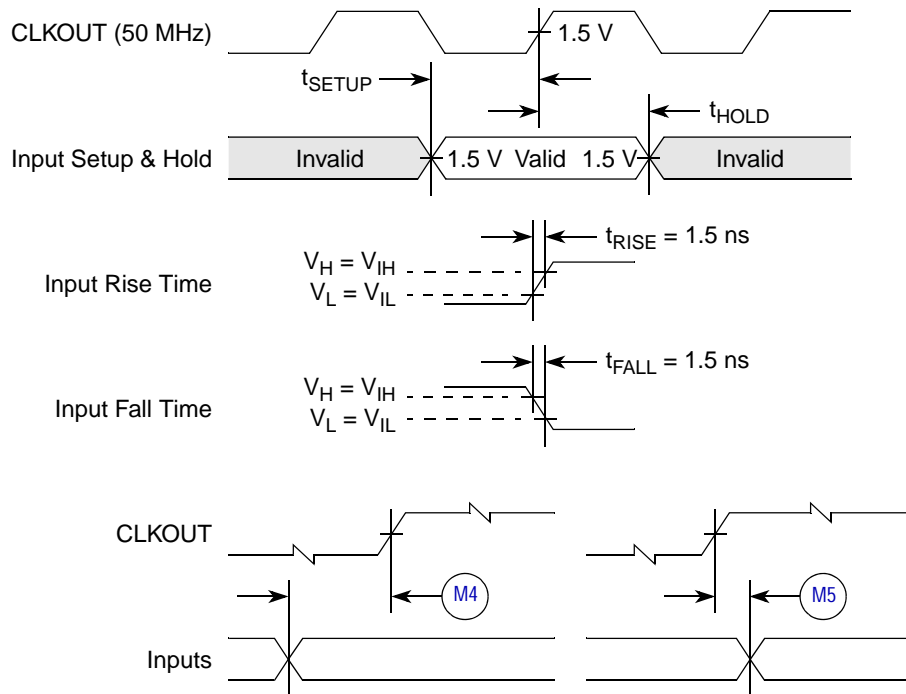 CLKOUT (50 MHz)
1.5 V
tSETUP
tHOLD
Input Setup & Hold
Invalid
1.5 V Valid 1.5 V
Invalid
tRISE = 1.5 ns
Input Rise Time
VH = VIH
VL = VIL
tFALL = 1.5 ns
Input Fall Time
VH = VIH
VL = VIL
CLKOUT
M4
M5
Inputs